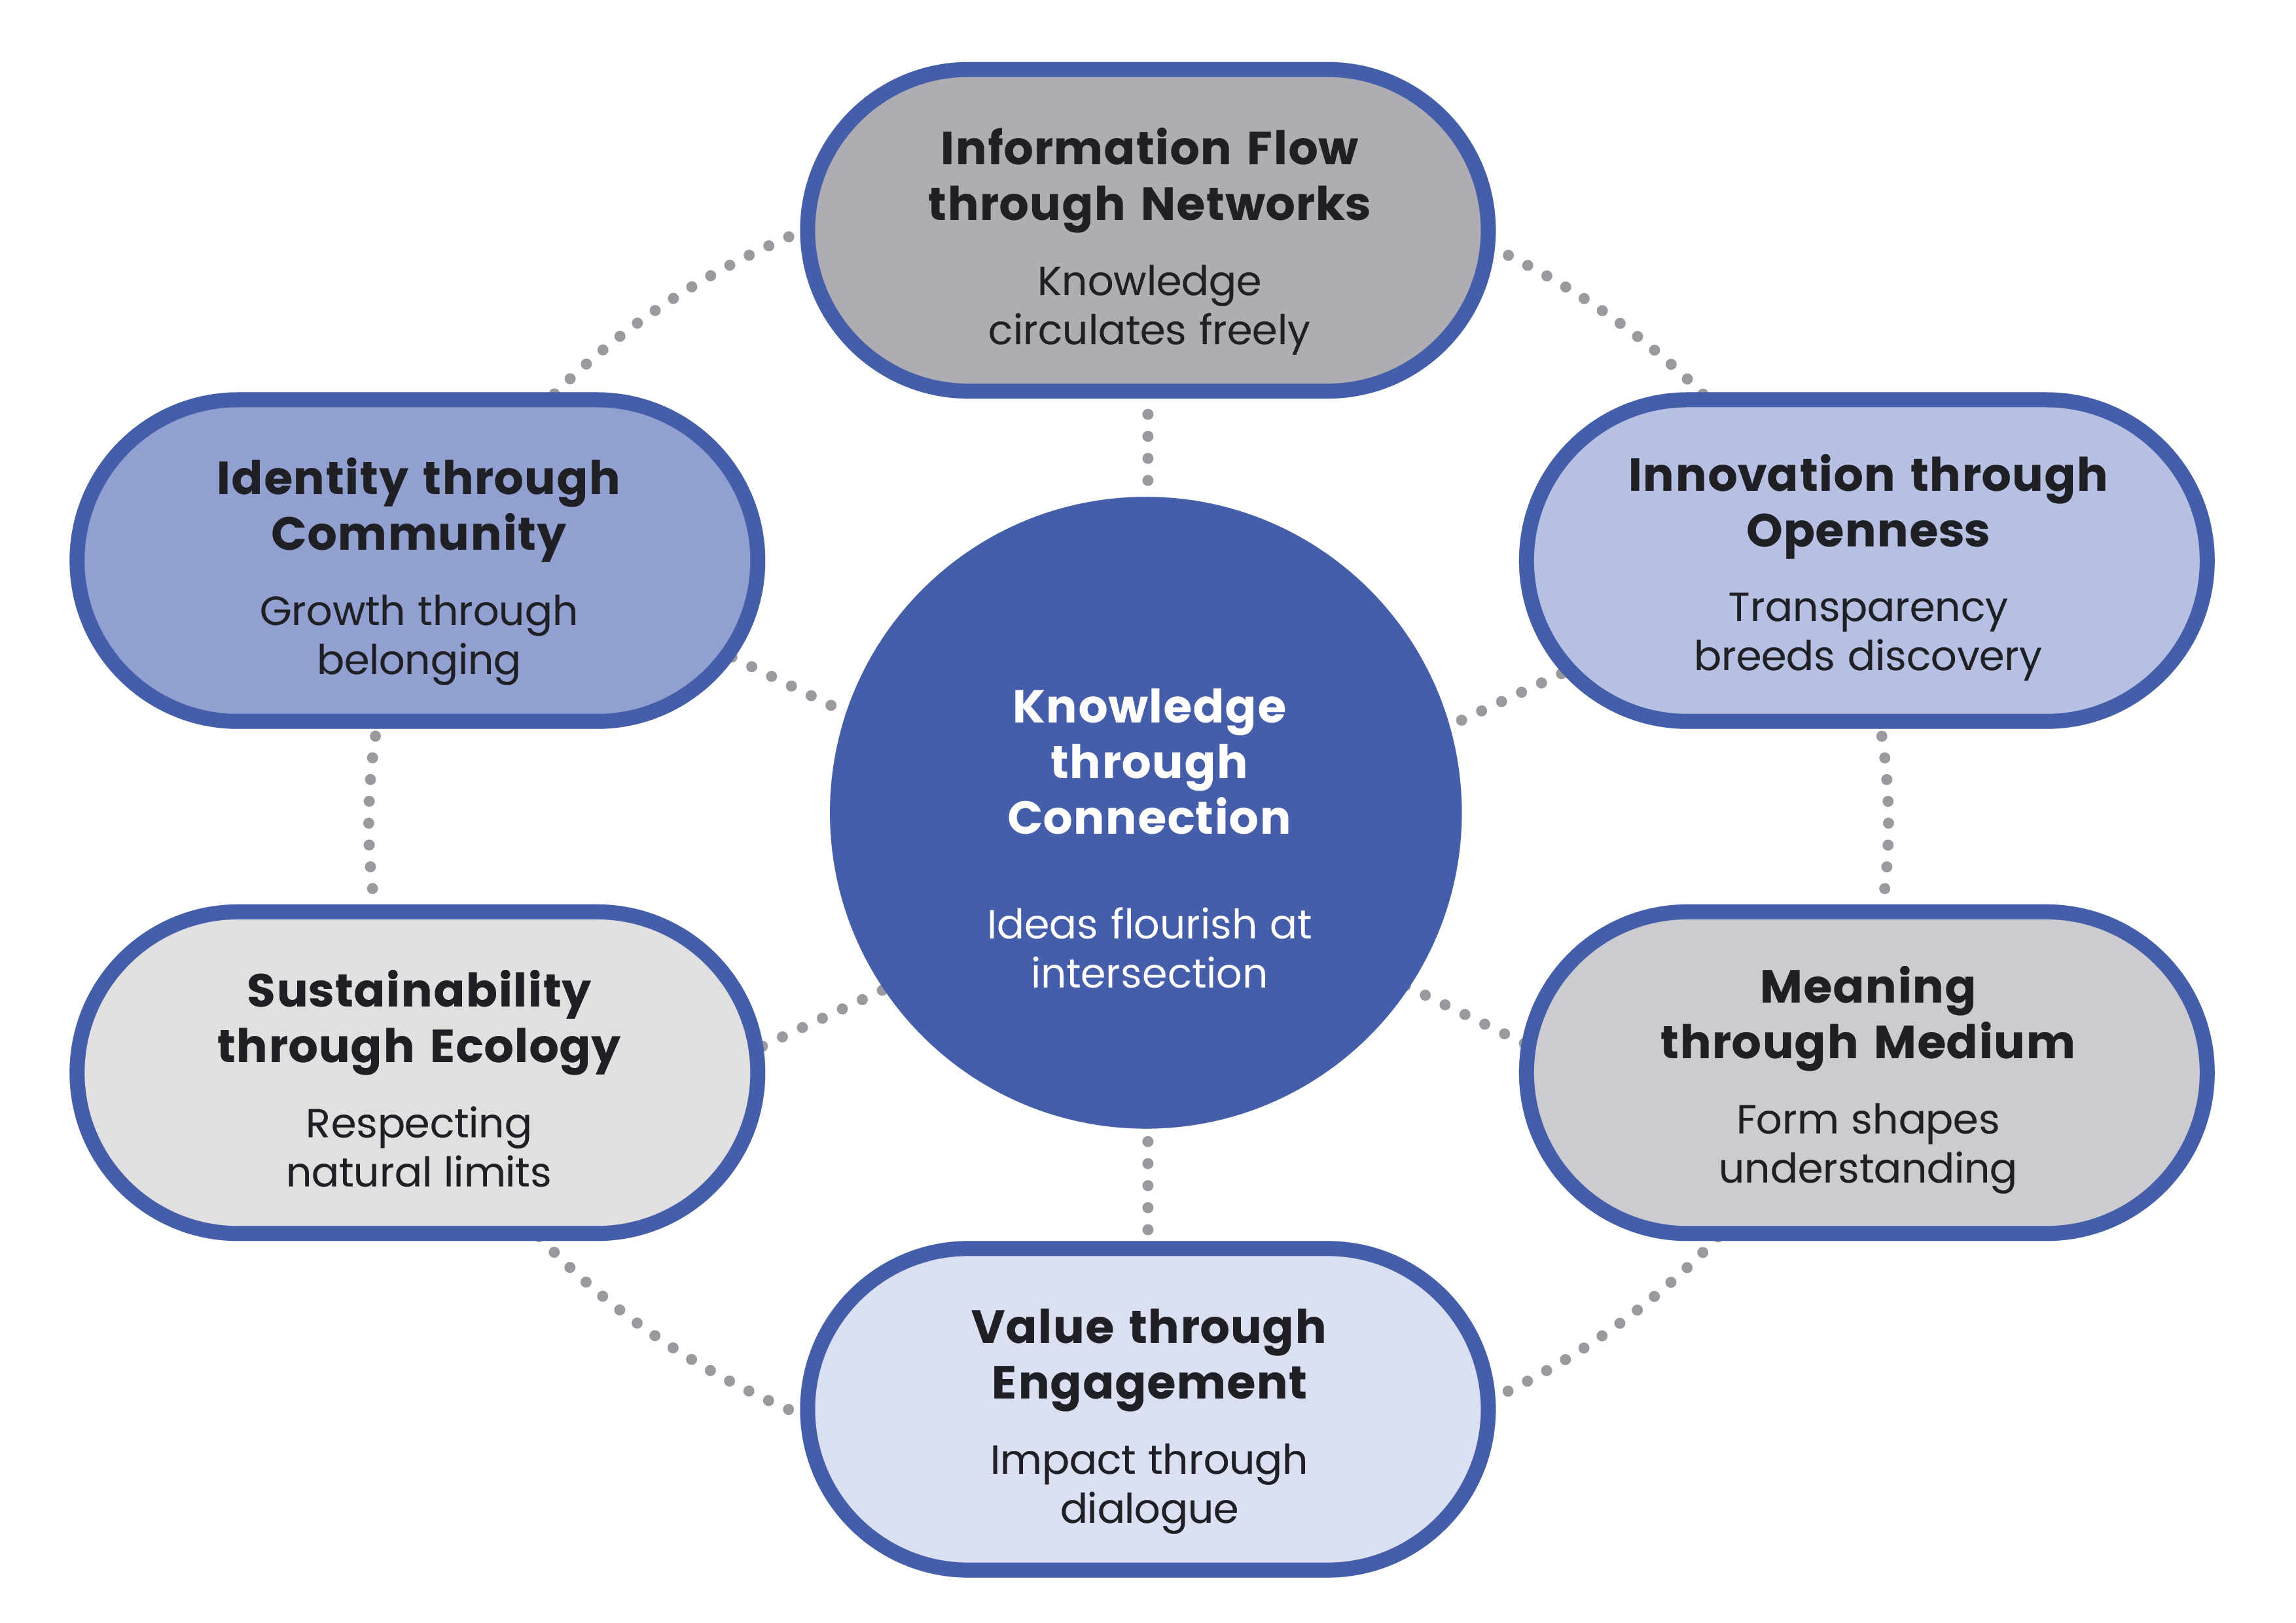 Information Flow
through Networks
Knowledge
circulates freely
Identity through
Community
Growth through
belonging
Innovation through
Openness
Transparency
breeds discovery
Knowledge
through
Connection
Ideas flourish at
intersection
Sustainability
through Ecology
Respecting
natural limits
Meaning
through Medium
Form shapes
understanding
Value through
Engagement
Impact through
dialogue